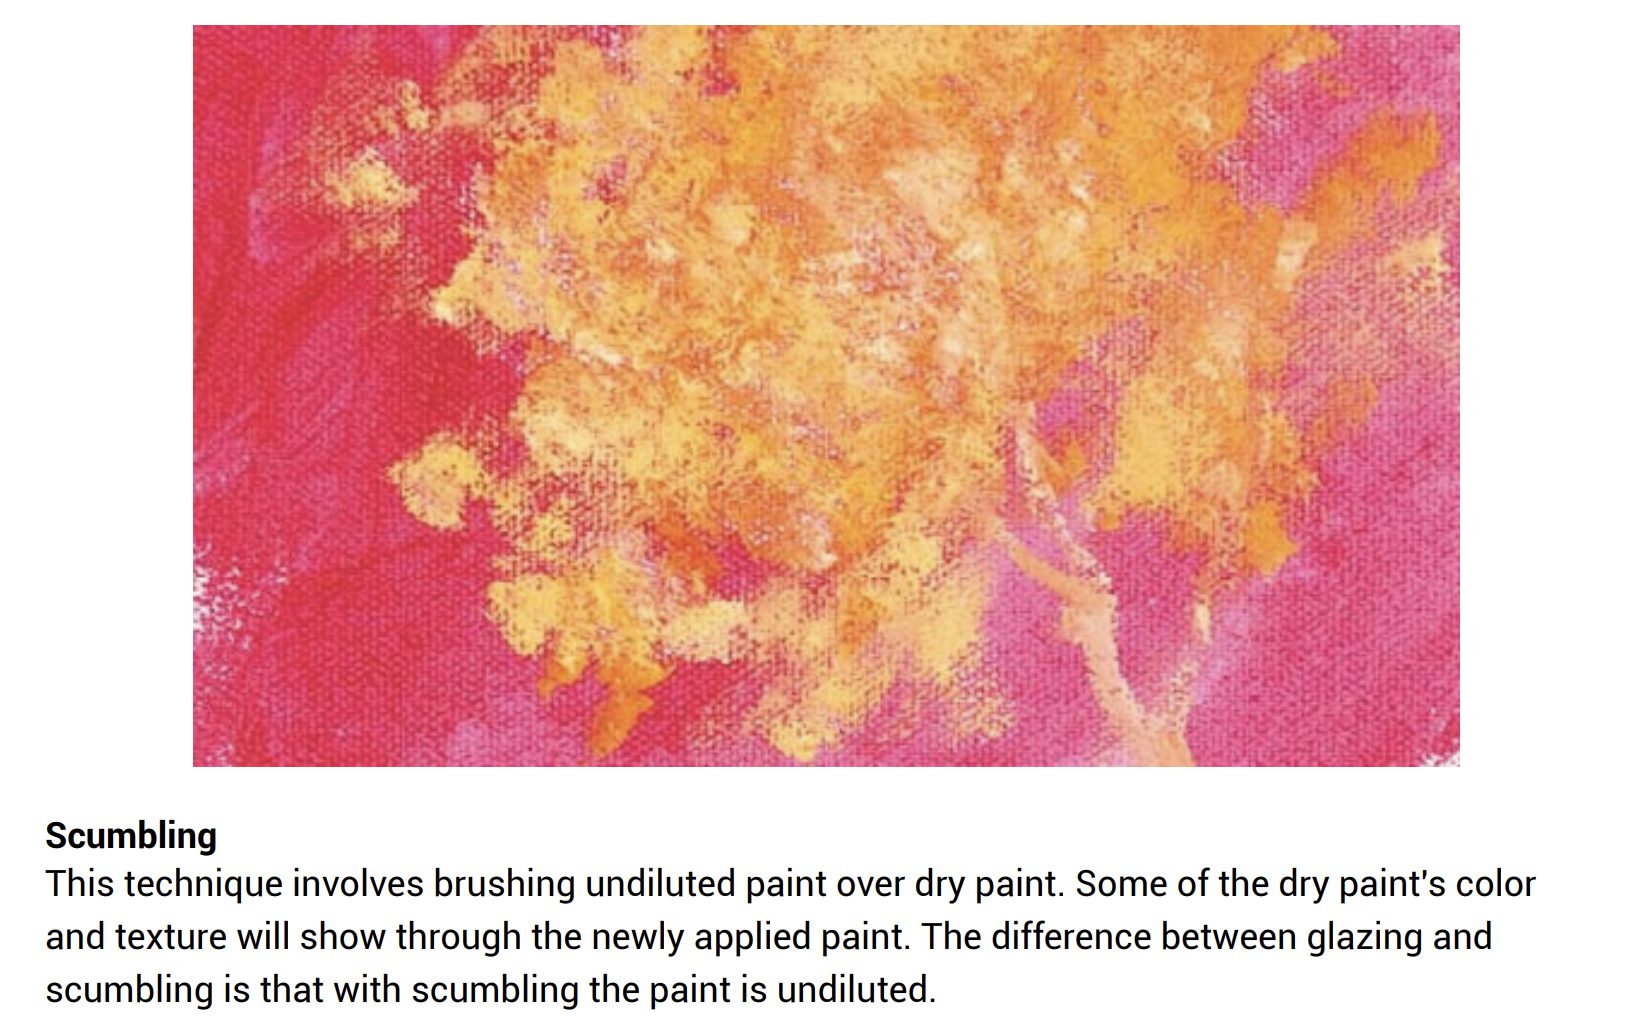 Scumbling
This technique involves brushing undiluted paint over dry paint. Some of the dry paint's color
and texture will show through the newly applied paint. The difference between glazing and
scumbling is that with scumbling the paint is undiluted.